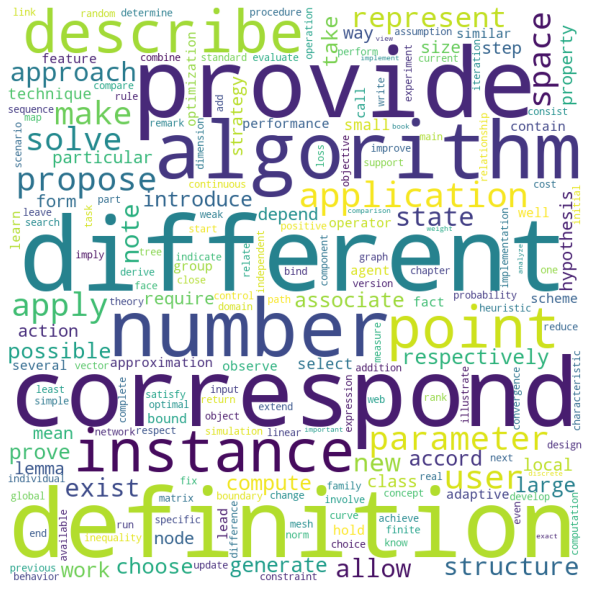 link
random
determine
procedure
describe
represent
take
way
assumption
similar
operation
combine
standard
evaluate
implement
perform
experiment
current
size
step
feature
approach
technique
compare
add
map
rule
sequence
optimization
strategy
call
write
iteration
space
property
consist
view
provide
make
remark
performance
small
book
main
contain
scenario
solve
dimension
loss
objective
improve
relationship
algorithm
particular
continuous
support
cost
propose
form
introduce
application
hypothesis
initial
learn
leave
part
weak
depend
state
well
search
task
start
positive
comparison
operator
implementation
note
imply
tree
indicate
relate
independent
component
weight
graph
analyze
one
derive
group
bind
agent
chapter
face
close
version
different
apply
theory
require
control
domain
path
associate
fact
probability
scheme
action
heuristic
reduce
possible
number
point
several
vector
approximation
observe
select
measure
respectively
characteristic
least
simple
mean
complete
satisfy
optimal
bound
input
return
object
addition
extend
expression
web
rank
illustrate
convergence
correspond
network
respect
simulation
linear
important
discrete
design
prove
instance
parameter
individual
lemma
fix
family
new
accord
next
local
global
exist
matrix
boundary
change
involve
compute
class
concept
real
adaptive
develop
user
large
difference
mesh
norm
curve
achieve
finite
know
hold
even
computation
definition
end
available
run
specific
lead
node
inequality
choice
exact
previous
behavior
work
choose
update
generate
constraint
allow
structure